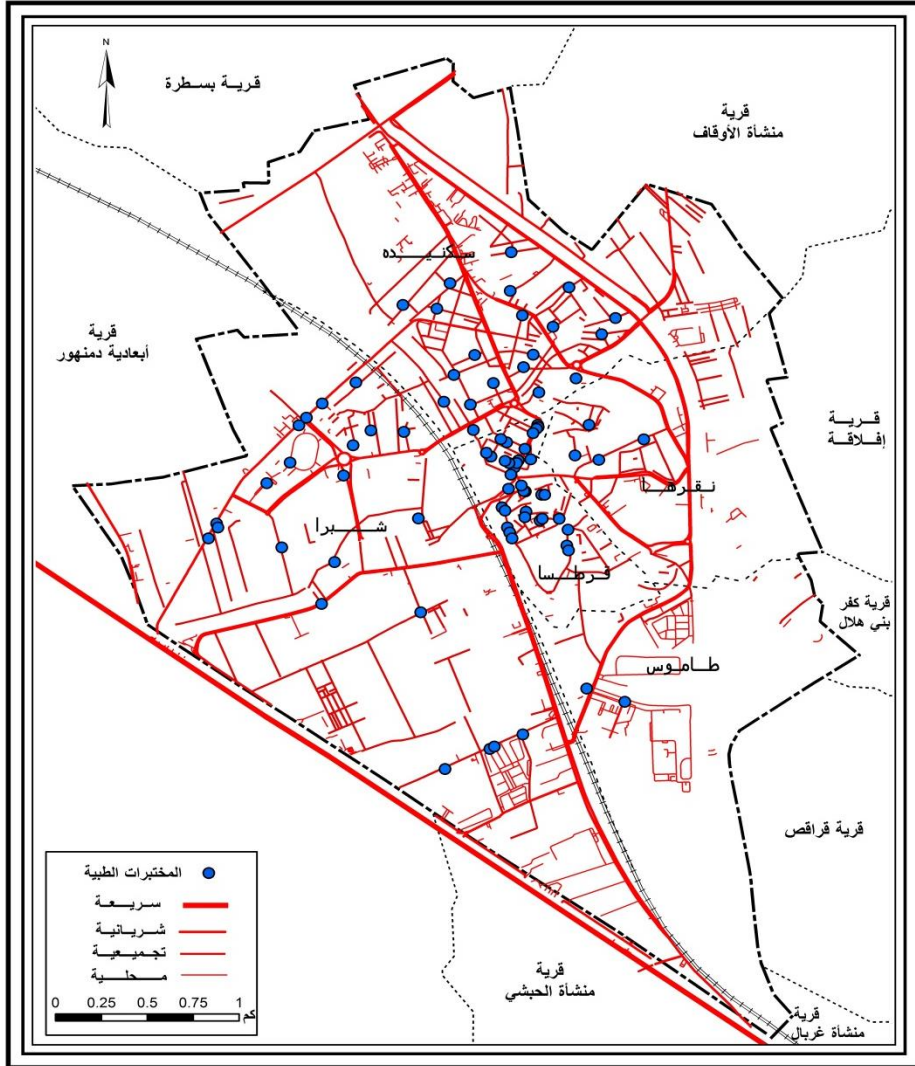 N
قرية بسطرة
قرية
منشأة الأوقاف
سكنيده
قرية
أبعادية دمنهور
قرية
إفلاقة
نقرها
شبرا
قرطسا
قرية كفر
بني هلال
طاموس
قرية قراقص
المختبرات الطبية
سريعة
شريانية
تجميعية
محلية
0 0.25 0.5 0.75 1
كم
قرية
منشأة الحبشي
قرية
منشأة غربال